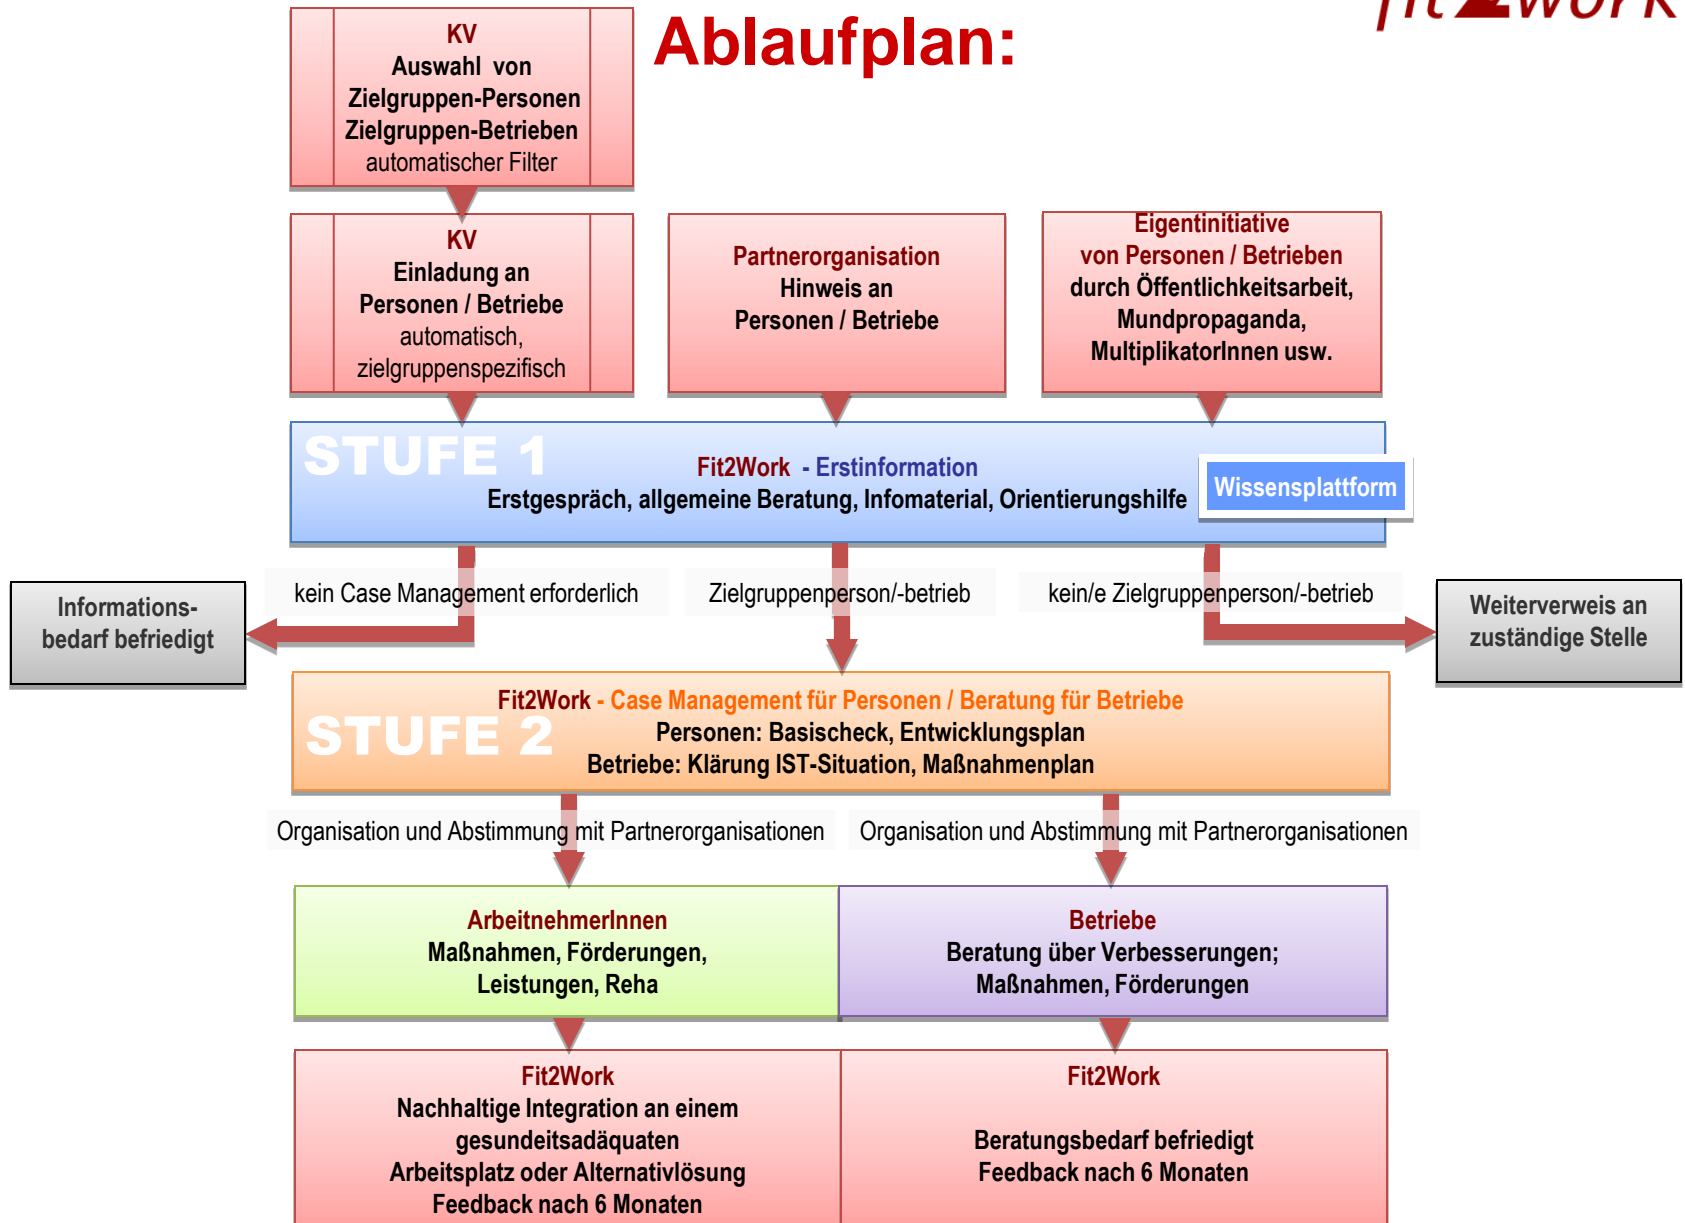 fit2work
Ablaufplan:
KV
Auswahl von
Zielgruppen-Personen
Zielgruppen-Betrieben
automatischer Filter
KV
Einladung an
Personen / Betriebe
automatisch,
zielgruppenspezifisch
Partnerorganisation
Hinweis an
Personen / Betriebe
Eigentinitiative
von Personen / Betrieben
durch Öffentlichkeitsarbeit,
Mundpropaganda,
MultiplikatorInnen usw.
STUFE 1
Fit2Work - Erstinformation
Erstgespräch, allgemeine Beratung, Infomaterial, Orientierungshilfe
Wissensplattform
kein Case Management erforderlich
Zielgruppenperson/-betrieb
kein/e Zielgruppenperson/-betrieb
Informations-
bedarf befriedigt
Weiterverweis an
zuständige Stelle
STUFE 2
Fit2Work - Case Management für Personen / Beratung für Betriebe
Personen: Basischeck, Entwicklungsplan
Betriebe: Klärung IST-Situation, Maßnahmenplan
Organisation und Abstimmung mit Partnerorganisationen
Organisation und Abstimmung mit Partnerorganisationen
ArbeitnehmerInnen
Maßnahmen, Förderungen,
Leistungen, Reha
Betriebe
Beratung über Verbesserungen;
Maßnahmen, Förderungen
Fit2Work
Nachhaltige Integration an einem
gesundeitsadäquaten
Arbeitsplatz oder Alternativlösung
Feedback nach 6 Monaten
Fit2Work
Beratungsbedarf befriedigt
Feedback nach 6 Monaten